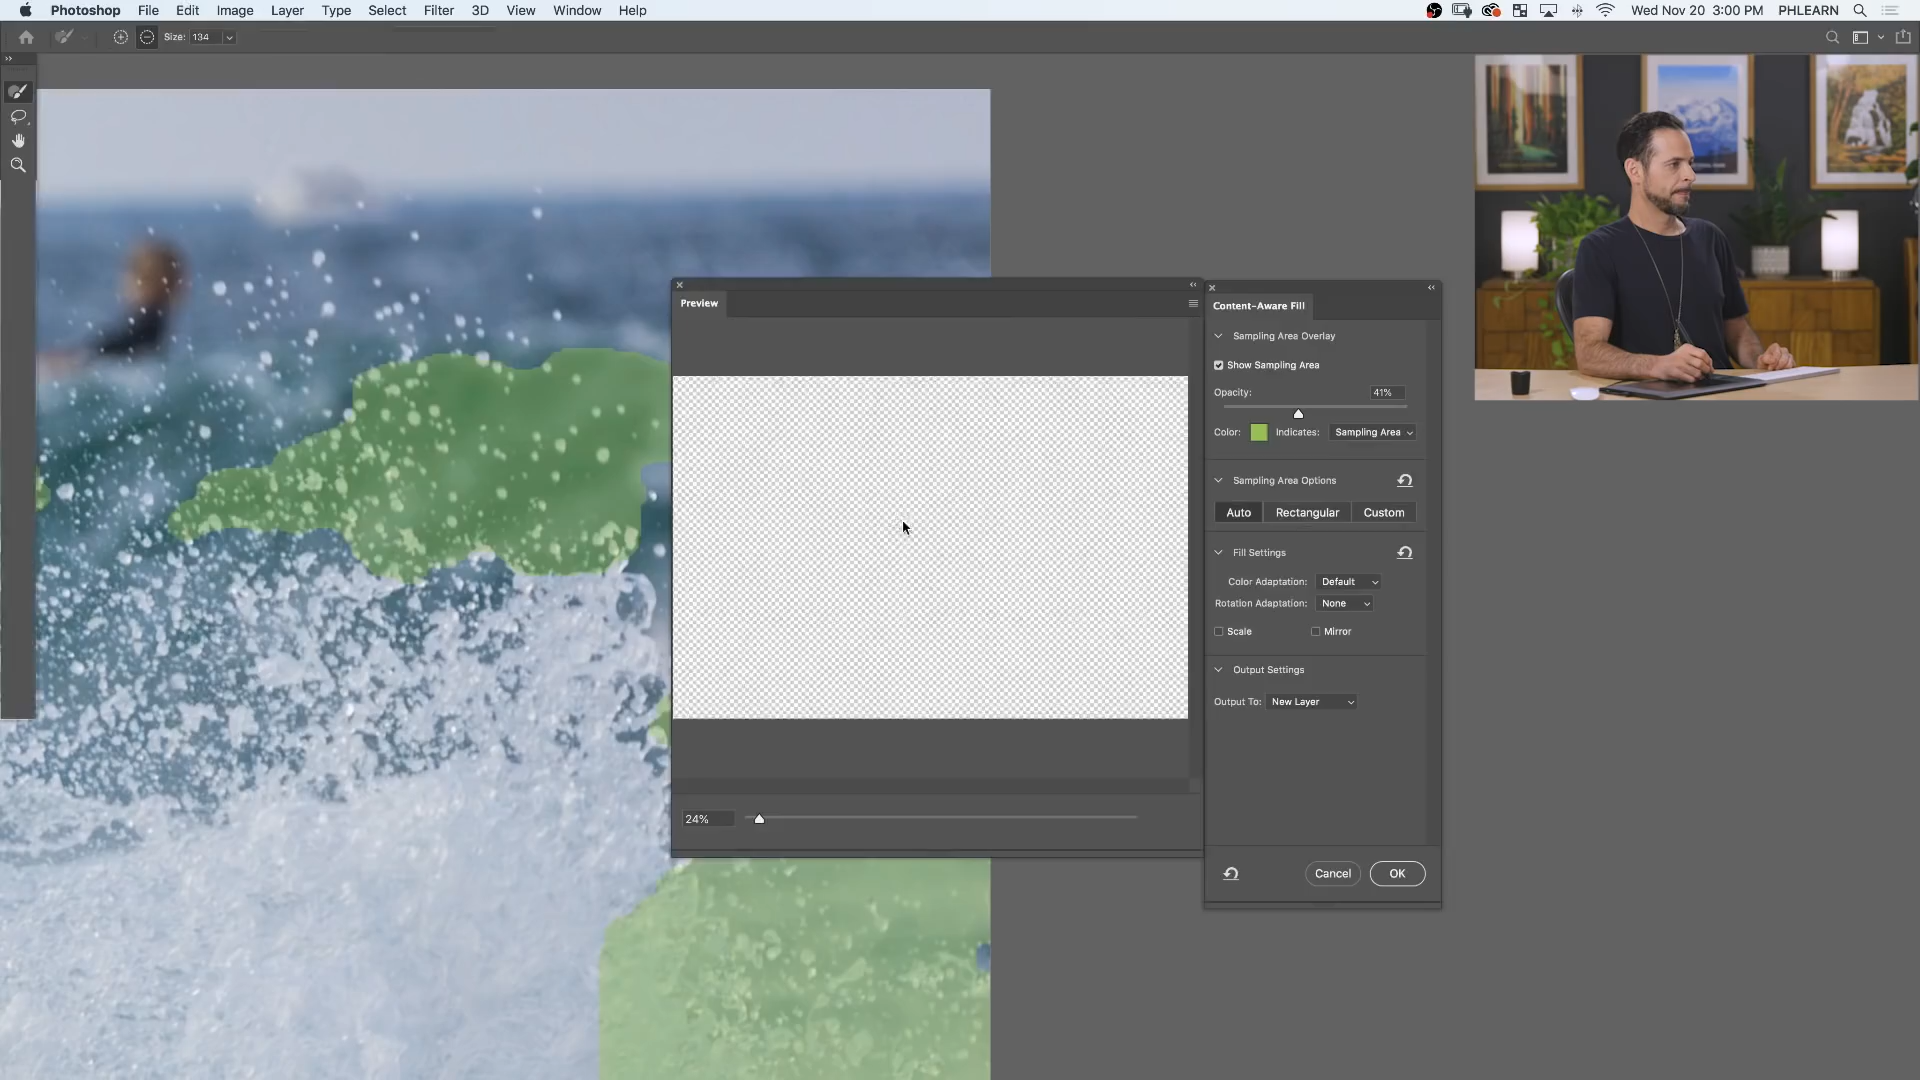 Photoshop File Edit Image Layer Type Select Filter 3D View Window Help Wed Nov 20 3:00 PM PHLEARN
Size: 134
Preview
24%
Content-Aware Fill
Sampling Area Overlay
Show Sampling Area
Opacity: 41%
Color: Indicates: Sampling Area
Sampling Area Options
Auto Rectangular Custom
Fill Settings
Color Adaptation: Default
Rotation Adaptation: None
Scale Mirror
Output Settings
Output To: New Layer
Cancel OK